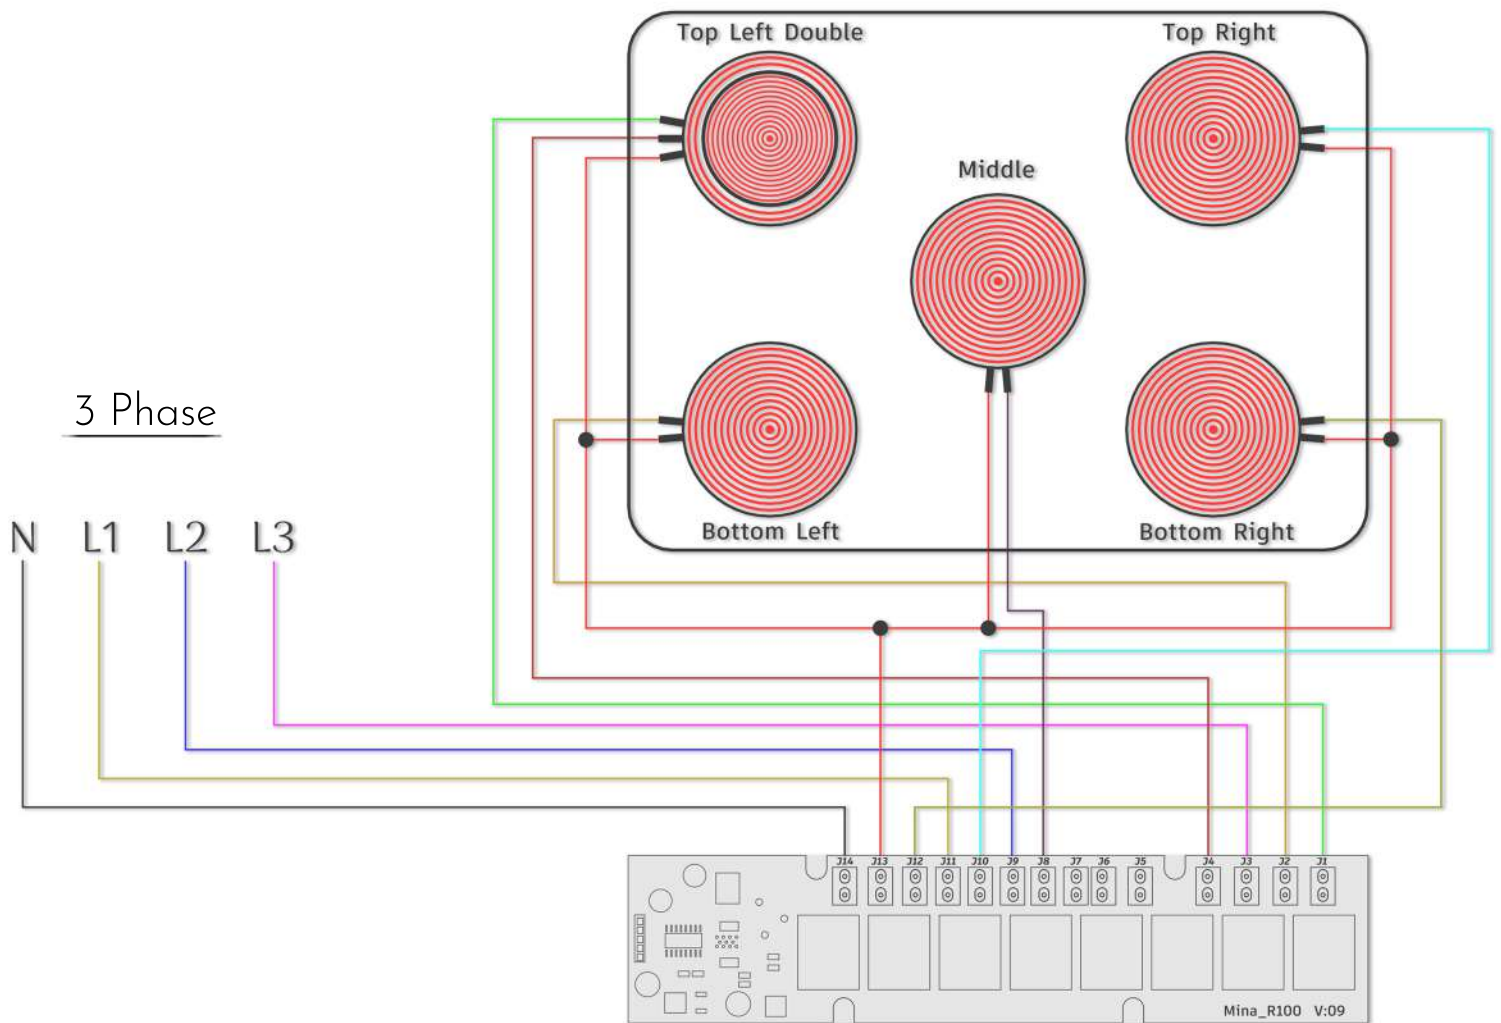 Top Left Double
Top Right
Middle
3 Phase
N L1 L2 L3
Bottom Left
Bottom Right
J14 J13 J12 J11 J10 J9 J8 J7 J6 J5 J4 J3 J2 J1
Mina_R100 V:09